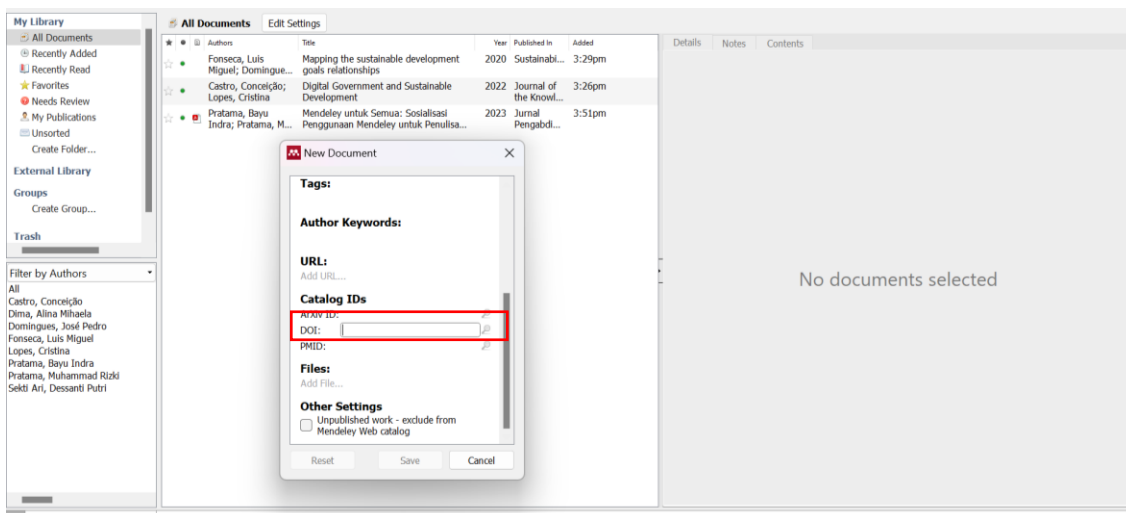 My Library
All Documents
Recently Added
Recently Read
Favorites
Needs Review
My Publications
Unsorted
Create Folder...
External Library
Groups
Create Group...
Trash
Filter by Authors
All
Castro, Conceição
Dima, Alina Mihaela
Domingues, José Pedro
Fonseca, Luis Miguel
Lopes, Cristina
Pratama, Bayu Indra
Pratama, Muhammad Rizki
Sekti Ari, Dessanti Putri
All Documents Edit Settings
Authors Title Year Published In Added
Fonseca, Luis Mapping the sustainable development 2020 Sustainabi... 3:29pm
Miguel; Domingue... goals relationships
Castro, Conceição; Digital Government and Sustainable 2022 Journal of 3:26pm
Lopes, Cristina Development the Knowl...
Pratama, Bayu Mendeley untuk Semua: Sosialisasi 2023 Jurnal 3:51pm
Indra; Pratama, M... Penggunaan Mendeley untuk Penulisa... Pengabdi...
New Document
Tags:
Author Keywords:
URL:
Add URL...
Catalog IDs
ArXiv ID:
DOI:
PMID:
Files:
Add File...
Other Settings
Unpublished work - exclude from
Mendeley Web catalog
Reset Save Cancel
Details Notes Contents
No documents selected